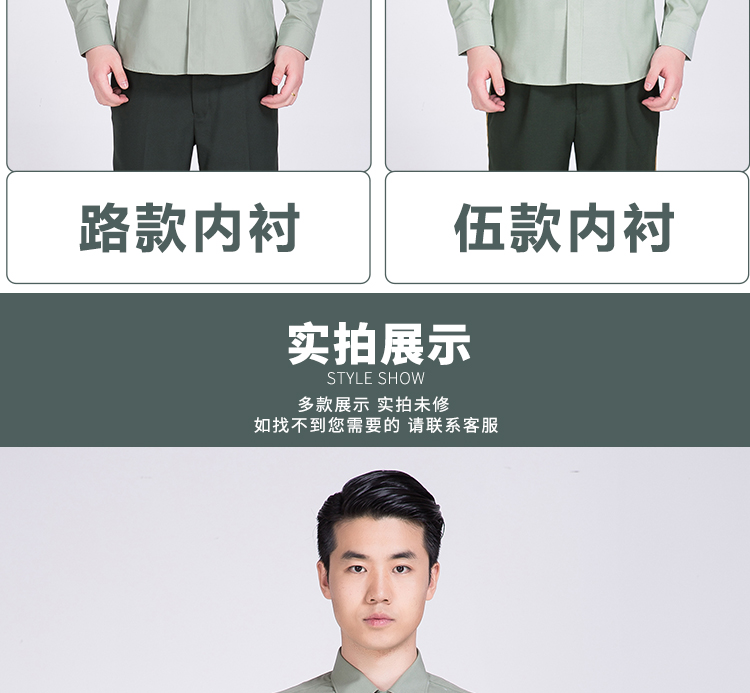 路款内衬
伍款内衬
实拍展示
STYLE SHOW
多款展示 实拍未修
如找不到您需要的 请联系客服